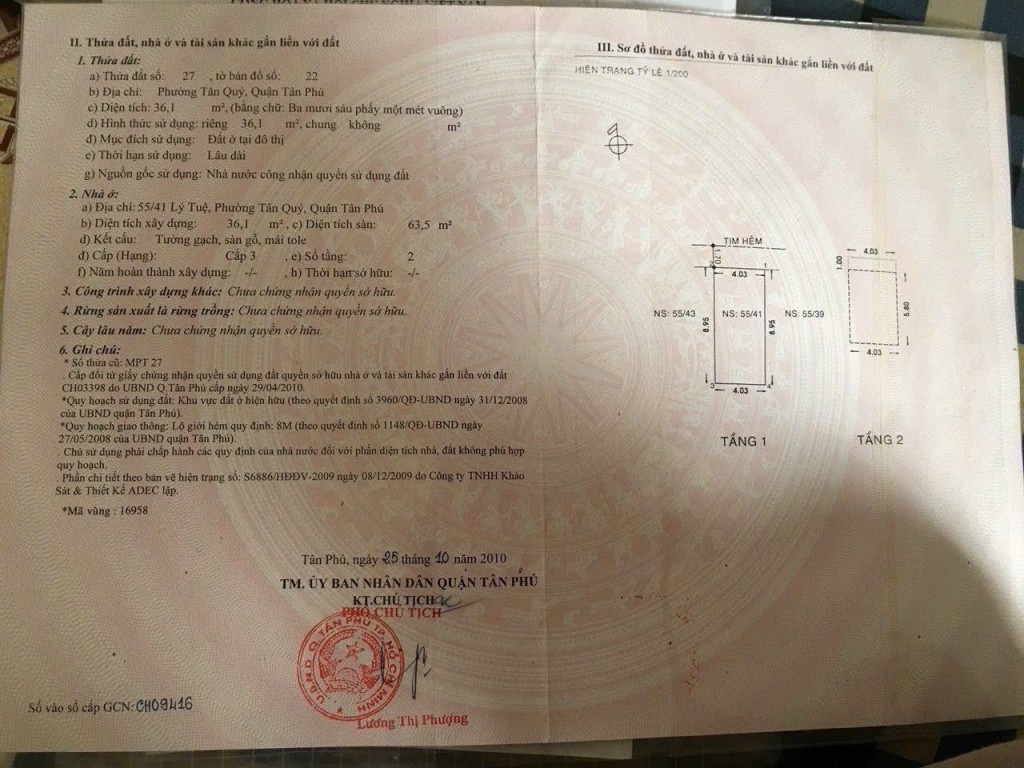 II. Thửa đất, nhà ở và tài sản khác gắn liền với đất
1. Thửa đất:
a) Thửa đất số: 27 , tờ bản đồ số: 22
b) Địa chỉ: Phường Tân Quý, Quận Tân Phú
c) Diện tích: 36,1 m², (bằng chữ: Ba mươi sáu phẩy một mét vuông)
d) Hình thức sử dụng: riêng 36,1 m², chung không m²
đ) Mục đích sử dụng: Đất ở tại đô thị
e) Thời hạn sử dụng: Lâu dài
g) Nguồn gốc sử dụng: Nhà nước công nhận quyền sử dụng đất
2. Nhà ở:
a) Địa chỉ: 55/41 Lý Tuệ, Phường Tân Quý, Quận Tân Phú
b) Diện tích xây dựng: 36,1 m² , c) Diện tích sàn: 63,5 m²
d) Kết cấu: Tường gạch, sàn gỗ, mái tole
đ) Cấp (Hạng): Cấp 3 , e) Số tầng: 2
f) Năm hoàn thành xây dựng: -/- , h) Thời hạn sở hữu: -/-
3. Công trình xây dựng khác: Chưa chứng nhận quyền sở hữu.
4. Rừng sản xuất là rừng trồng: Chưa chứng nhận quyền sở hữu.
5. Cây lâu năm: Chưa chứng nhận quyền sở hữu.
6. Ghi chú:
* Số thửa cũ: MPT 27
. Cấp đổi từ giấy chứng nhận quyền sử dụng đất quyền sở hữu nhà ở và tài sản khác gắn liền với đất
CH03398 do UBND Q.Tân Phú cấp ngày 29/04/2010.
*Quy hoạch sử dụng đất: Khu vực đất ở hiện hữu (theo quyết định số 3960/QĐ-UBND ngày 31/12/2008
của UBND quận Tân Phú).
*Quy hoạch giao thông: Lộ giới hẻm quy định: 8M (theo quyết định số 1148/QĐ-UBND ngày
27/05/2008 của UBND quận Tân Phú).
. Chủ sử dụng phải chấp hành các quy định của nhà nước đối với phần diện tích nhà, đất không phù hợp
quy hoạch.
. Phần chi tiết theo bản vẽ hiện trạng số: S6886/HĐĐV-2009 ngày 08/12/2009 do Công ty TNHH Khảo
Sát & Thiết Kế ADEC lập.
*Mã vùng : 16958
Tân Phú, ngày 25 tháng 10 năm 2010
TM. ỦY BAN NHÂN DÂN QUẬN TÂN PHÚ
KT.CHỦ TỊCH
PHÓ CHỦ TỊCH
U.B.N.D Q. TÂN PHÚ TP. HỒ CHÍ MINH
Lương Thị Phượng
Số vào sổ cấp GCN: CH09416
III. Sơ đồ thửa đất, nhà ở và tài sản khác gắn liền với đất
HIỆN TRẠNG TỶ LỆ 1/200
TIM HẺM
1.70
1
4.03
NS: 55/43
8.95
NS: 55/41
8.95
NS: 55/39
3
4.03
TẦNG 1
4.03
1.00
5.80
4.03
TẦNG 2